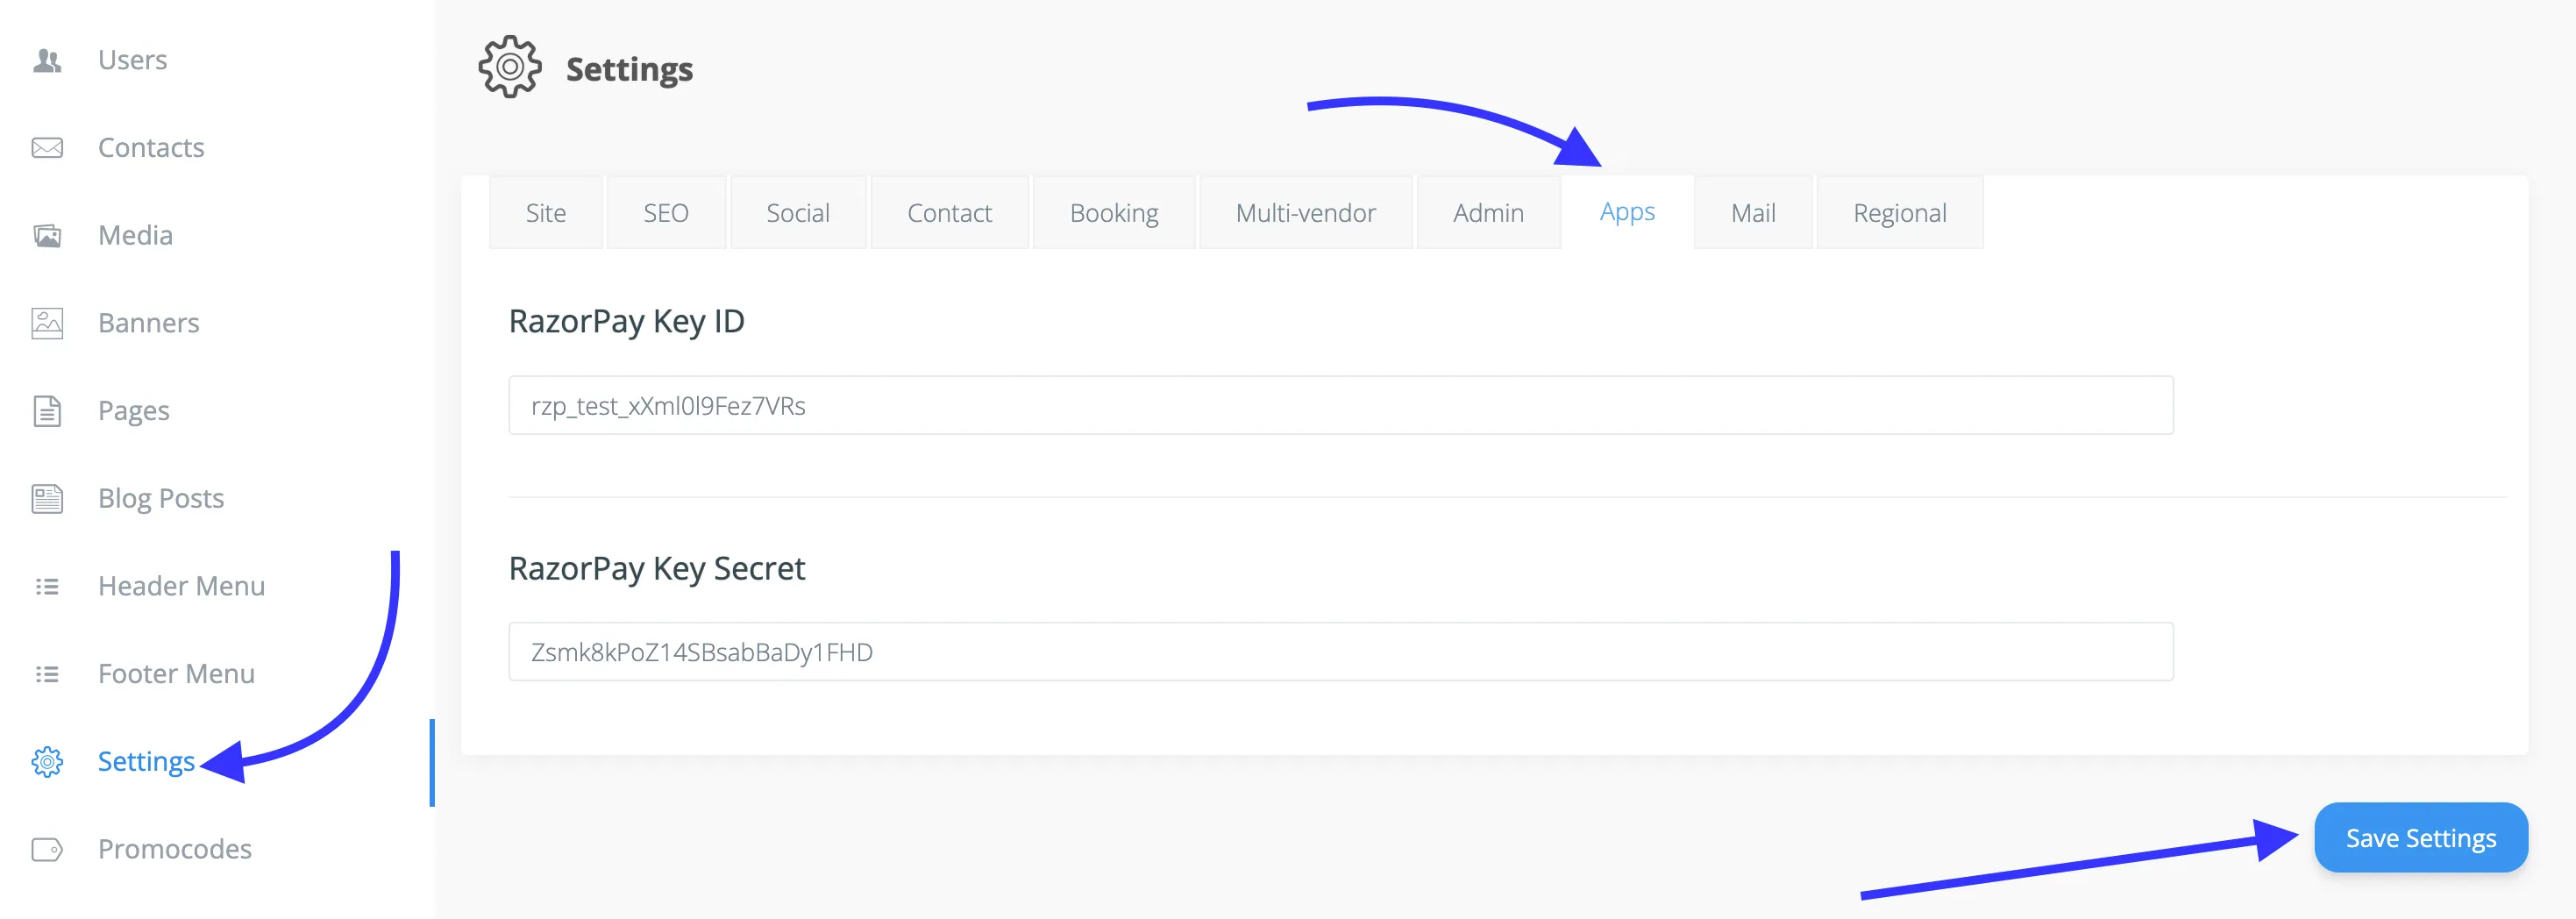 Users
Contacts
Media
Banners
Pages
Blog Posts
Header Menu
Footer Menu
Settings
Promocodes
Settings
Site SEO Social Contact Booking Multi-vendor Admin Apps Mail Regional
RazorPay Key ID
rzp_test_xXml0l9Fez7VRs
RazorPay Key Secret
Zsmk8kPoZ14SBsabBaDy1FHD
Save Settings